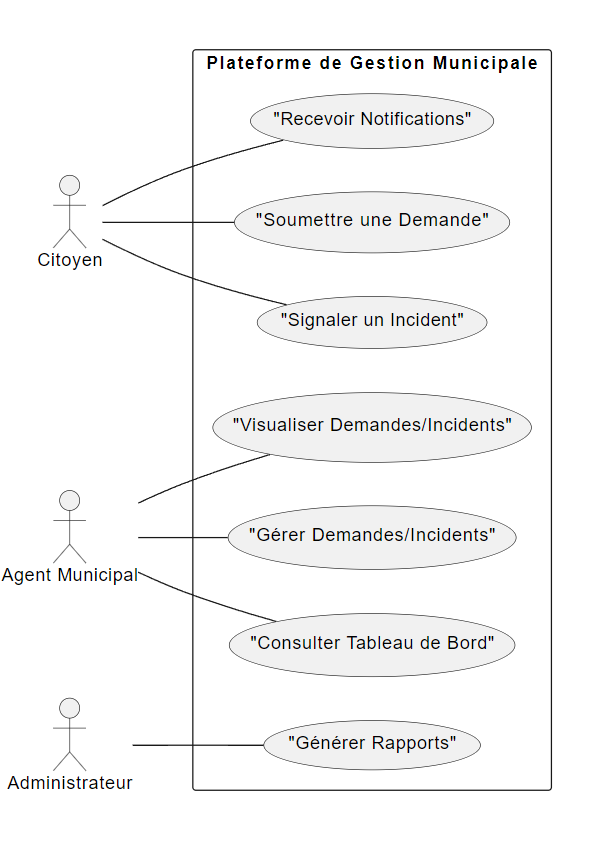 Plateforme de Gestion Municipale
"Recevoir Notifications"
"Soumettre une Demande"
Citoyen
"Signaler un Incident"
"Visualiser Demandes/Incidents"
"Gérer Demandes/Incidents"
Agent Municipal
"Consulter Tableau de Bord"
"Générer Rapports"
Administrateur